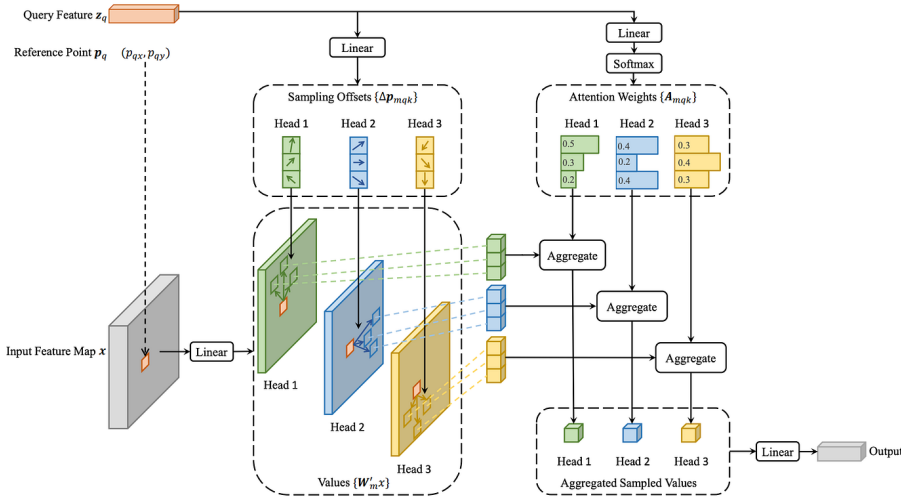 Query Feature z_q
Reference Point p_q (p_qx, p_qy)
Linear
Linear
Softmax
Sampling Offsets {Δp_mqk}
Head 1 Head 2 Head 3
Attention Weights {A_mqk}
Head 1 Head 2 Head 3
0.5 0.4 0.3
0.3 0.2 0.4
0.2 0.4 0.3
Aggregate
Aggregate
Aggregate
Input Feature Map x
Linear
Head 1
Head 2
Head 3
Values {W'_m x}
Head 1 Head 2 Head 3
Aggregated Sampled Values
Linear
Output